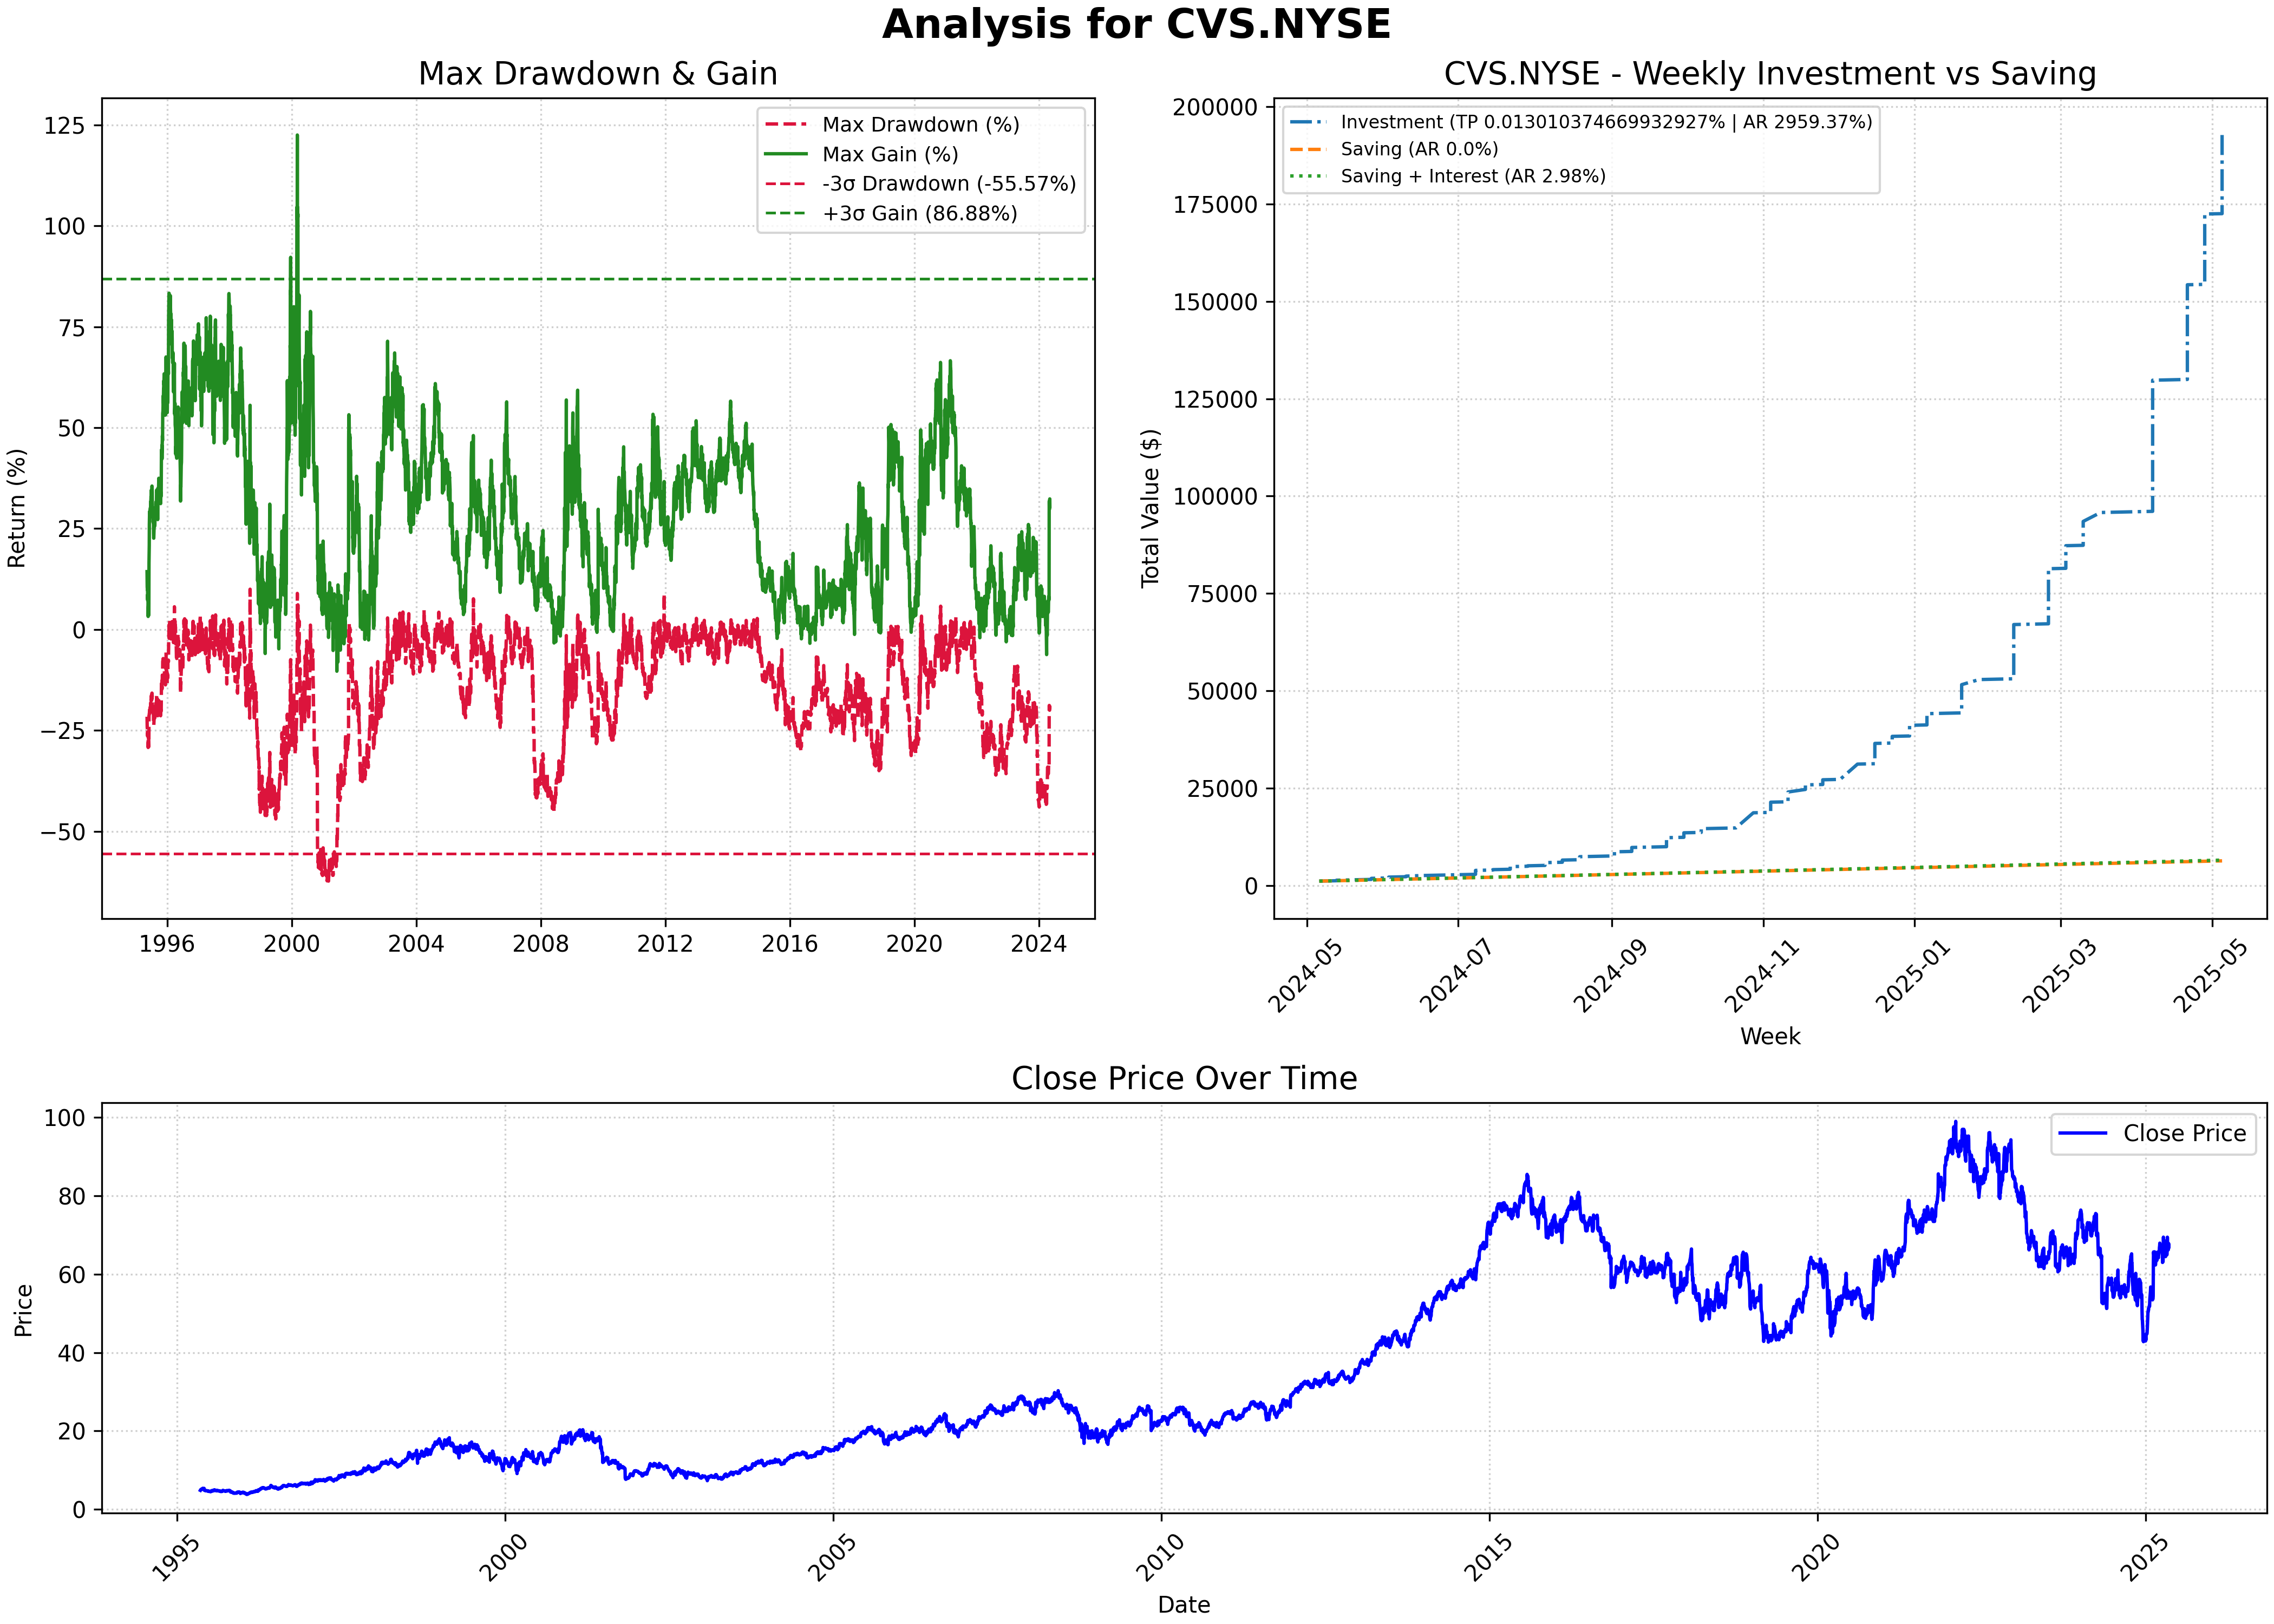 Analysis for CVS.NYSE
Max Drawdown & Gain
Return (%)
125
100
75
50
25
0
−25
−50
Max Drawdown (%)
Max Gain (%)
-3σ Drawdown (-55.57%)
+3σ Gain (86.88%)
1996 2000 2004 2008 2012 2016 2020 2024
CVS.NYSE - Weekly Investment vs Saving
Total Value ($)
200000
175000
150000
125000
100000
75000
50000
25000
0
Investment (TP 0.013010374669932927% | AR 2959.37%)
Saving (AR 0.0%)
Saving + Interest (AR 2.98%)
2024-05 2024-07 2024-09 2024-11 2025-01 2025-03 2025-05
Week
Close Price Over Time
Price
100
80
60
40
20
0
Close Price
1995 2000 2005 2010 2015 2020 2025
Date